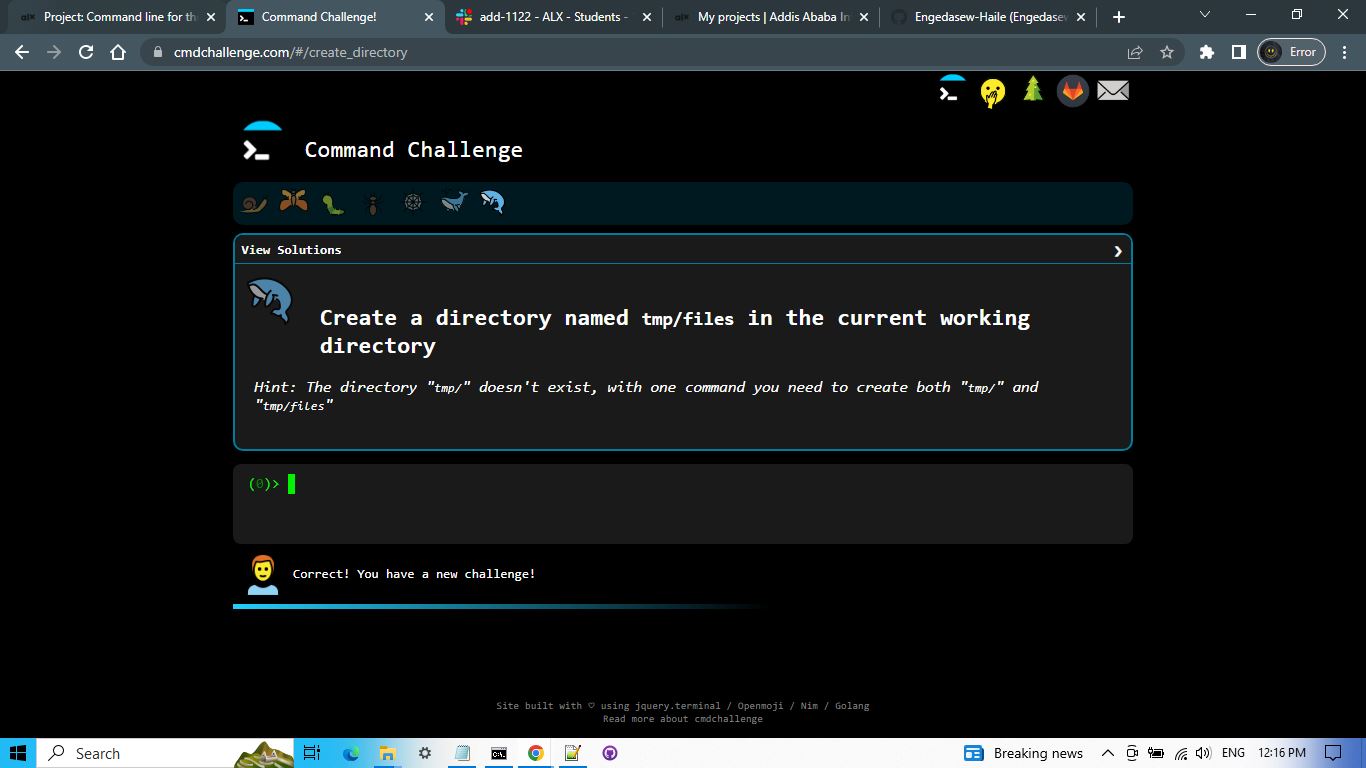 Project: Command line for th
Command Challenge!
add-1122 - ALX - Students -
My projects | Addis Ababa In
Engedasew-Haile (Engedasew
cmdchallenge.com/#/create_directory
Error
Command Challenge
View Solutions
Create a directory named tmp/files in the current working
directory
Hint: The directory "tmp/" doesn't exist, with one command you need to create both "tmp/" and
"tmp/files"
(0)>
Correct! You have a new challenge!
Site built with ♡ using jquery.terminal / Openmoji / Nim / Golang
Read more about cmdchallenge
Search
Breaking news
ENG
12:16 PM